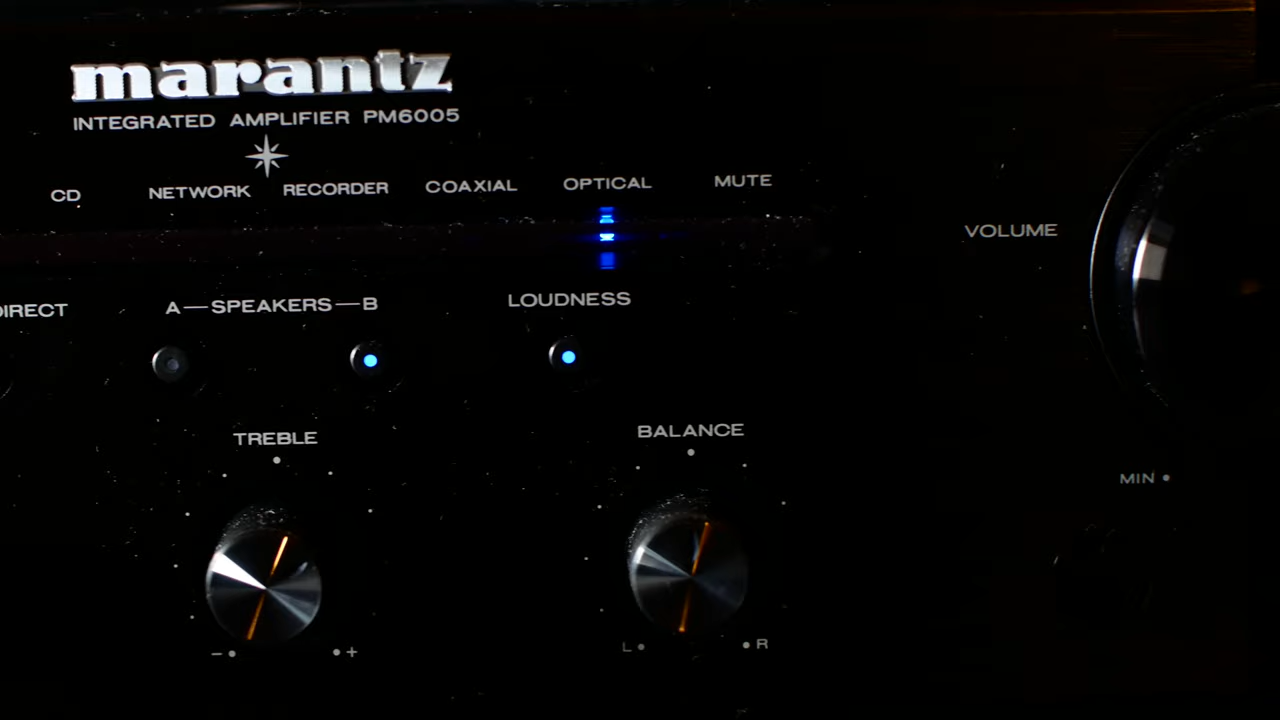 marantz
INTEGRATED AMPLIFIER PM6005
CD NETWORK RECORDER COAXIAL OPTICAL MUTE
VOLUME
DIRECT A—SPEAKERS—B LOUDNESS
TREBLE BALANCE
MIN
- + L R